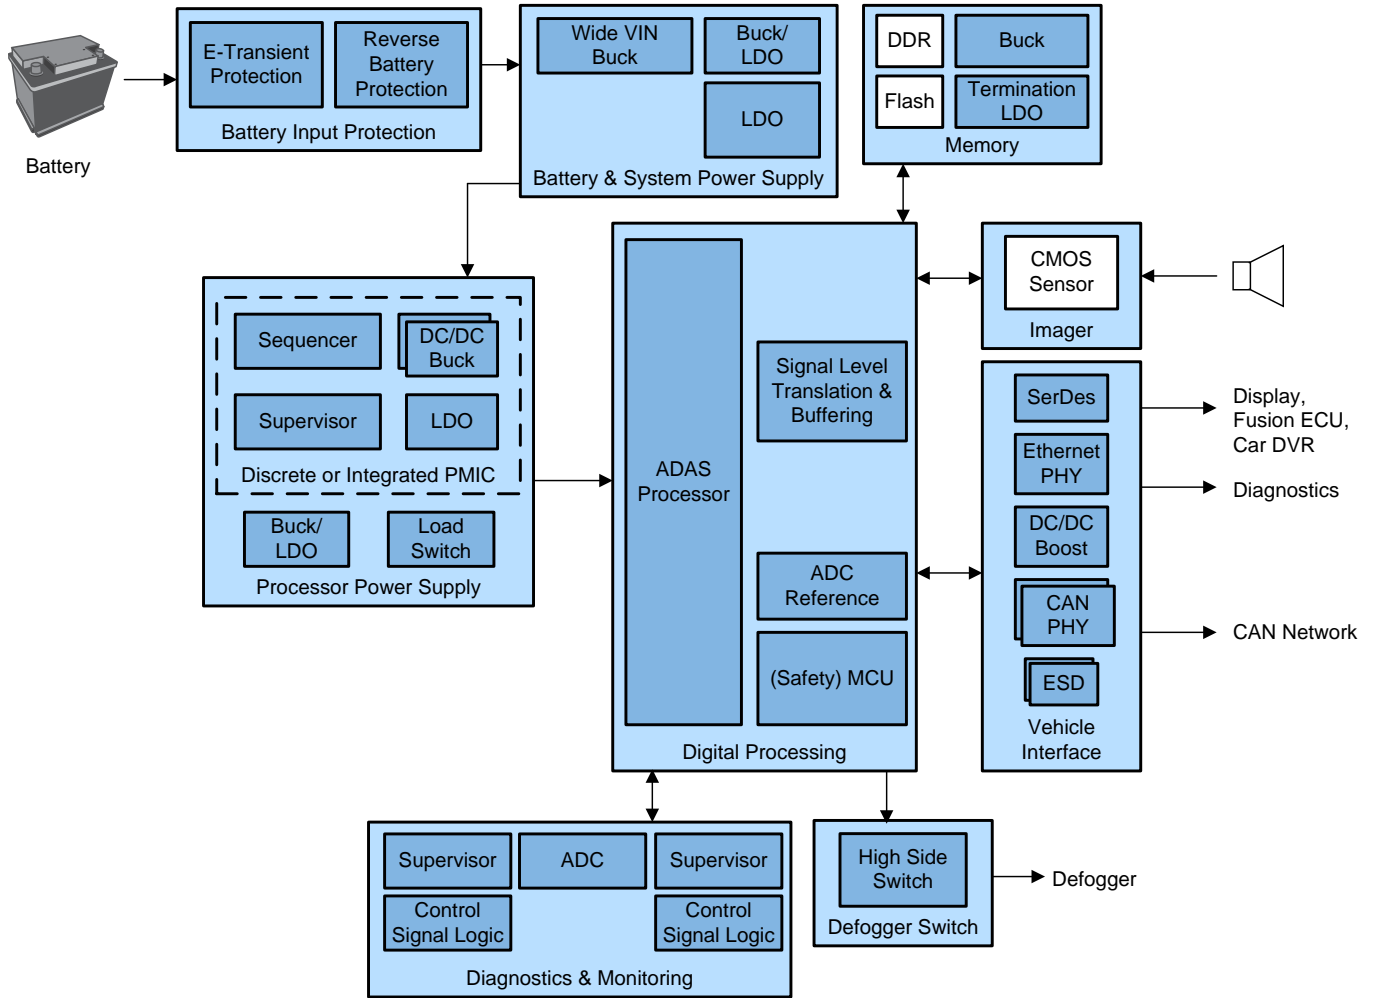 Battery
E-Transient
Protection
Reverse
Battery
Protection
Battery Input Protection
Wide VIN
Buck
Buck/
LDO
LDO
Battery & System Power Supply
DDR
Buck
Flash
Termination
LDO
Memory
Sequencer
DC/DC
Buck
Supervisor
LDO
Discrete or Integrated PMIC
Buck/
LDO
Load
Switch
Processor Power Supply
ADAS
Processor
Signal Level
Translation &
Buffering
ADC
Reference
(Safety) MCU
Digital Processing
CMOS
Sensor
Imager
SerDes
Ethernet
PHY
DC/DC
Boost
CAN
PHY
ESD
Vehicle
Interface
Display,
Fusion ECU,
Car DVR
Diagnostics
CAN Network
Supervisor
ADC
Supervisor
Control
Signal Logic
Control
Signal Logic
Diagnostics & Monitoring
High Side
Switch
Defogger Switch
Defogger